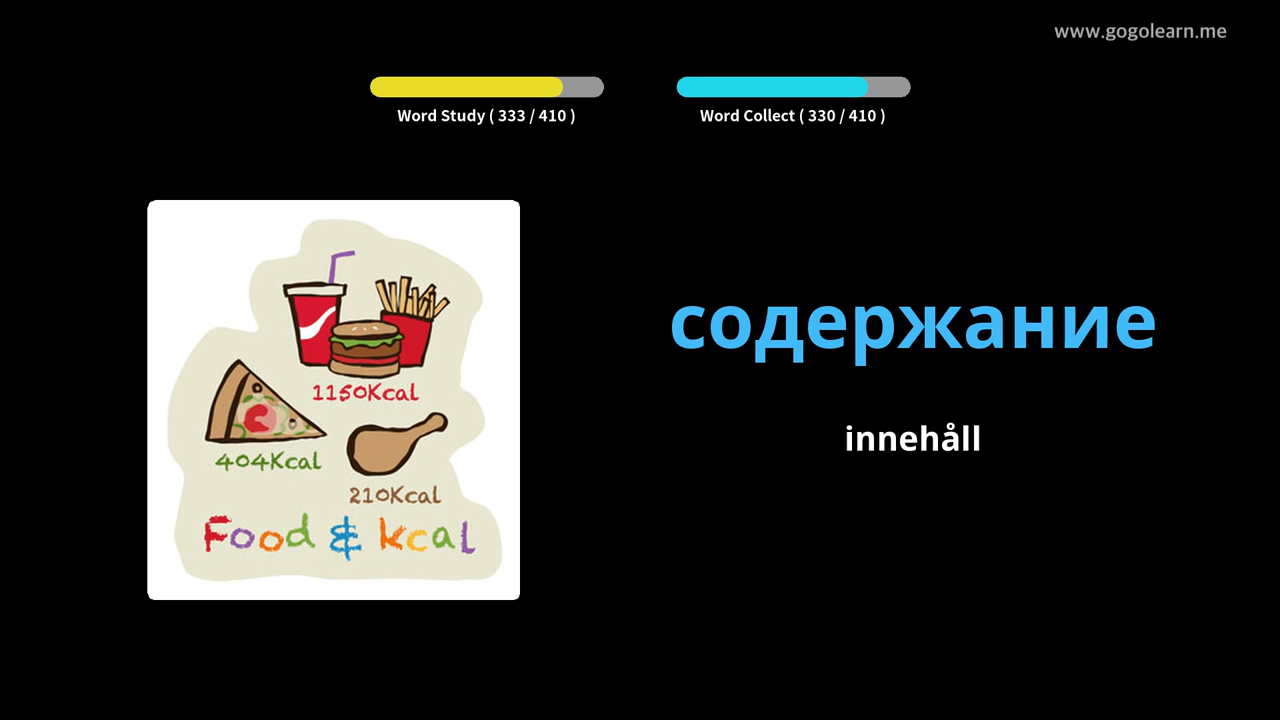 www.gogolearn.me
Word Study ( 333 / 410 )
Word Collect ( 330 / 410 )
1150Kcal
404Kcal
210Kcal
Food & kcal
содержание
innehåll